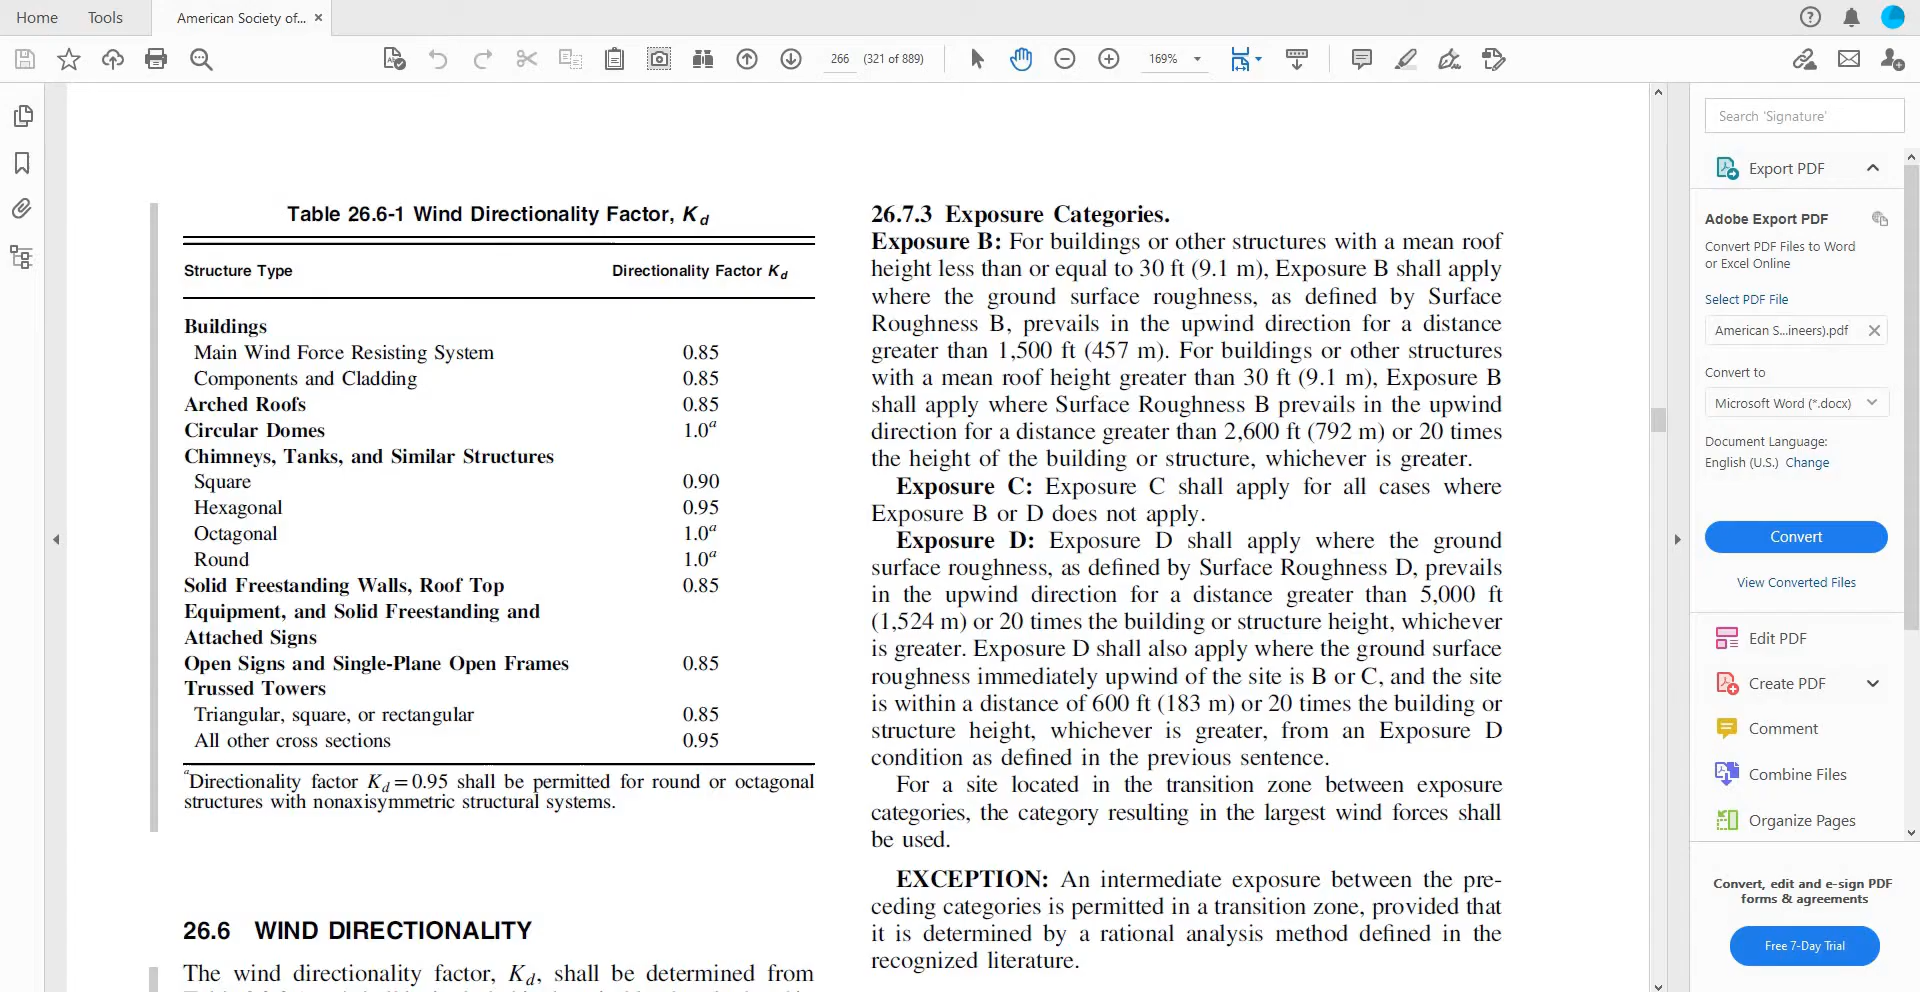 Home
Tools
American Society of... ×
266 (321 of 889)
169%
Table 26.6-1 Wind Directionality Factor, Kd
Structure Type Directionality Factor Kd
Buildings
Main Wind Force Resisting System 0.85
Components and Cladding 0.85
Arched Roofs 0.85
Circular Domes 1.0a
Chimneys, Tanks, and Similar Structures
Square 0.90
Hexagonal 0.95
Octagonal 1.0a
Round 1.0a
Solid Freestanding Walls, Roof Top 0.85
Equipment, and Solid Freestanding and
Attached Signs
Open Signs and Single-Plane Open Frames 0.85
Trussed Towers
Triangular, square, or rectangular 0.85
All other cross sections 0.95
aDirectionality factor Kd = 0.95 shall be permitted for round or octagonal
structures with nonaxisymmetric structural systems.
26.6 WIND DIRECTIONALITY
The wind directionality factor, Kd, shall be determined from
26.7.3 Exposure Categories.
Exposure B: For buildings or other structures with a mean roof
height less than or equal to 30 ft (9.1 m), Exposure B shall apply
where the ground surface roughness, as defined by Surface
Roughness B, prevails in the upwind direction for a distance
greater than 1,500 ft (457 m). For buildings or other structures
with a mean roof height greater than 30 ft (9.1 m), Exposure B
shall apply where Surface Roughness B prevails in the upwind
direction for a distance greater than 2,600 ft (792 m) or 20 times
the height of the building or structure, whichever is greater.
Exposure C: Exposure C shall apply for all cases where
Exposure B or D does not apply.
Exposure D: Exposure D shall apply where the ground
surface roughness, as defined by Surface Roughness D, prevails
in the upwind direction for a distance greater than 5,000 ft
(1,524 m) or 20 times the building or structure height, whichever
is greater. Exposure D shall also apply where the ground surface
roughness immediately upwind of the site is B or C, and the site
is within a distance of 600 ft (183 m) or 20 times the building or
structure height, whichever is greater, from an Exposure D
condition as defined in the previous sentence.
For a site located in the transition zone between exposure
categories, the category resulting in the largest wind forces shall
be used.
EXCEPTION: An intermediate exposure between the pre-
ceding categories is permitted in a transition zone, provided that
it is determined by a rational analysis method defined in the
recognized literature.
Search 'Signature'
Export PDF
Adobe Export PDF
Convert PDF Files to Word
or Excel Online
Select PDF File
American S...ineers).pdf
Convert to
Microsoft Word (*.docx)
Document Language:
English (U.S.) Change
Convert
View Converted Files
Edit PDF
Create PDF
Comment
Combine Files
Organize Pages
Convert, edit and e-sign PDF
forms & agreements
Free 7-Day Trial